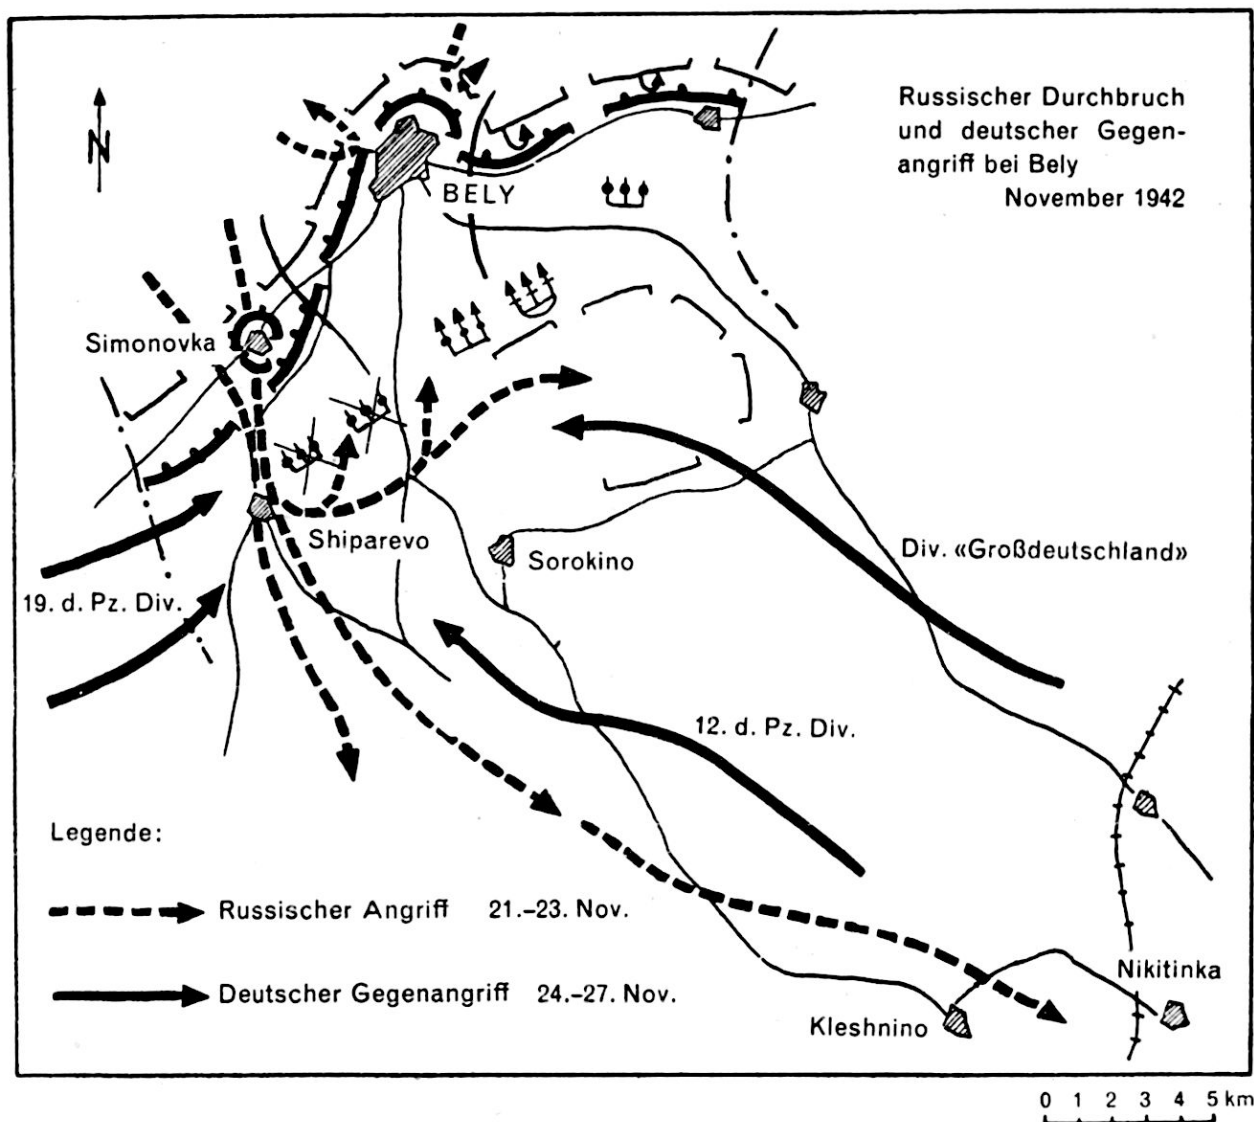 Russischer Durchbruch
und deutscher Gegen-
angriff bei Bely
November 1942
N
BELY
Simonovka
Shiparevo
Sorokino
Div. «Großdeutschland»
19. d. Pz. Div.
12. d. Pz. Div.
Legende:
Russischer Angriff 21.–23. Nov.
Deutscher Gegenangriff 24.–27. Nov.
Nikitinka
Kleshnino
0 1 2 3 4 5 km